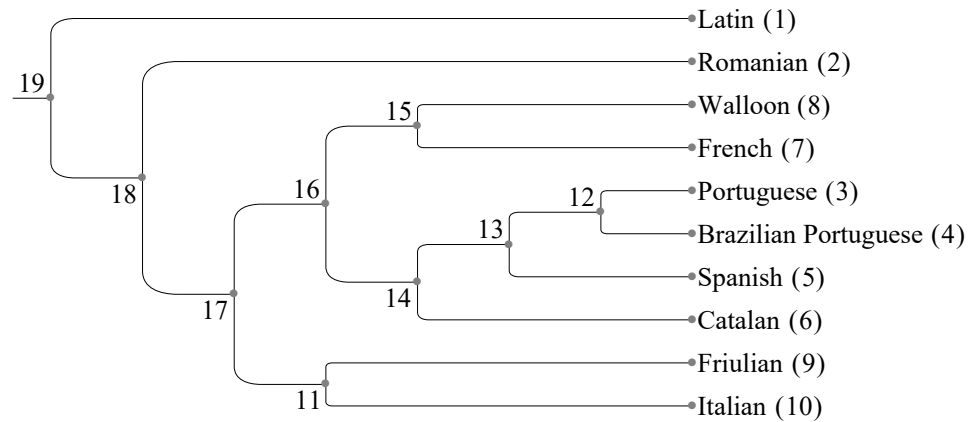 Latin (1)
19
Romanian (2)
Walloon (8)
15
French (7)
16
18
Portuguese (3)
12
Brazilian Portuguese (4)
13
Spanish (5)
14
17
Catalan (6)
Friulian (9)
11
Italian (10)